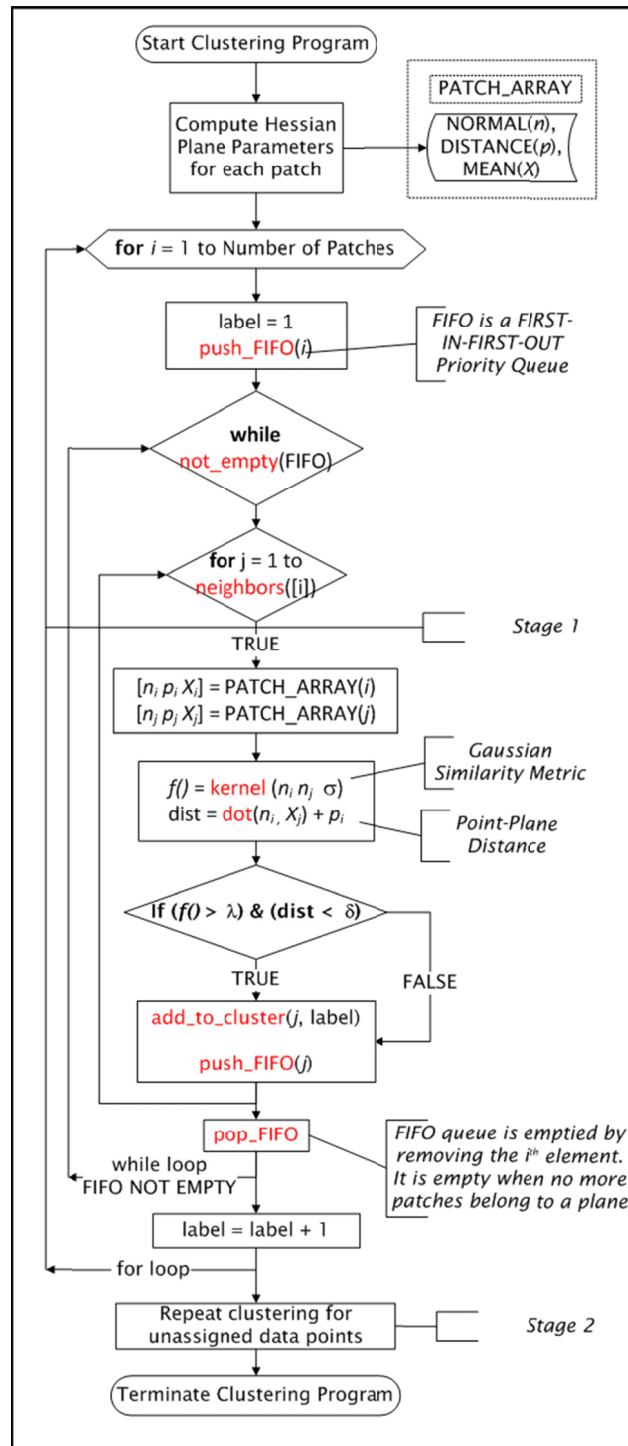 Start Clustering Program
PATCH_ARRAY
Compute Hessian
Plane Parameters
for each patch
NORMAL(n),
DISTANCE(p),
MEAN(X)
for i = 1 to Number of Patches
label = 1
push_FIFO(i)
FIFO is a FIRST-
IN-FIRST-OUT
Priority Queue
while
not_empty(FIFO)
for j = 1 to
neighbors([i])
Stage 1
TRUE
[nᵢ pᵢ Xᵢ] = PATCH_ARRAY(i)
[nⱼ pⱼ Xⱼ] = PATCH_ARRAY(j)
Gaussian
Similarity Metric
f() = kernel (nᵢ nⱼ σ)
dist = dot(nᵢ, Xⱼ) + pᵢ
Point-Plane
Distance
If (f() > λ) & (dist < δ)
TRUE
FALSE
add_to_cluster(j, label)
push_FIFO(j)
pop_FIFO
FIFO queue is emptied by
removing the iᵗʰ element.
It is empty when no more
patches belong to a plane
while loop
FIFO NOT EMPTY
label = label + 1
for loop
Repeat clustering for
unassigned data points
Stage 2
Terminate Clustering Program